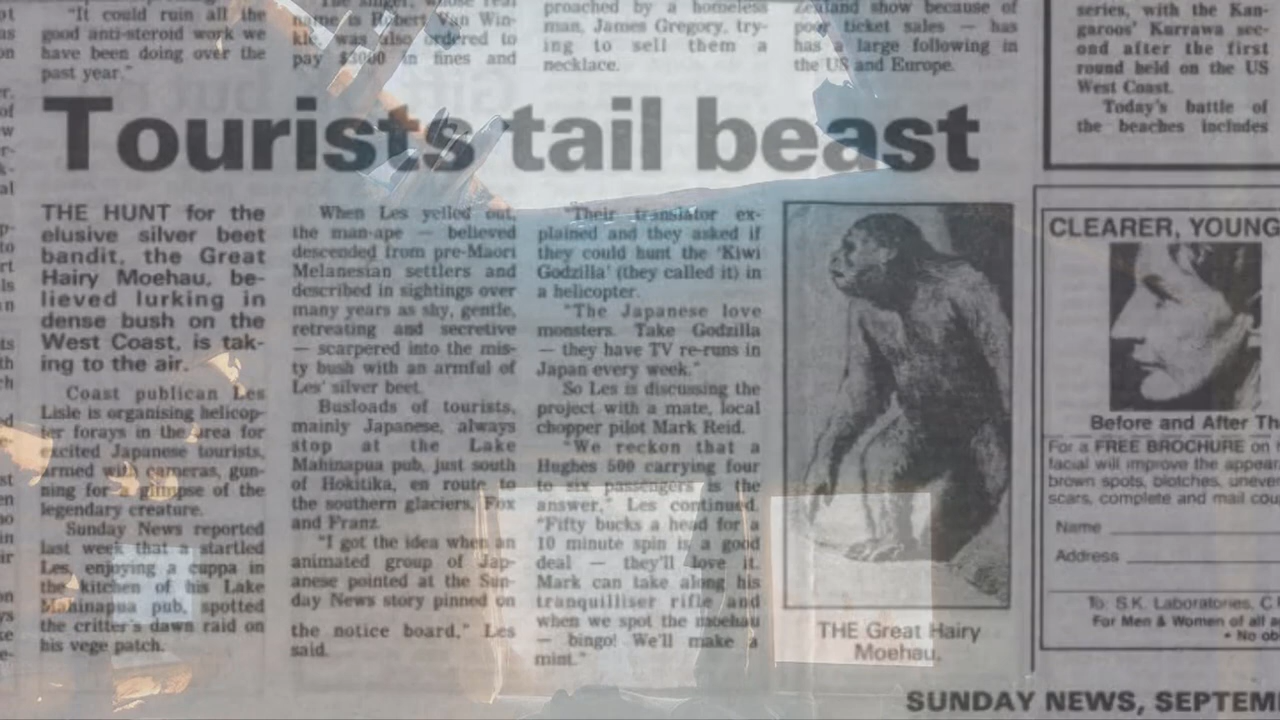 pt
as
on
"It could ruin all the
good anti-steroid work we
have been doing over the
past year."
The singer, whose real
name is Robert Van Win-
kle was also ordered to
pay $3000 in fines and
proached by a homeless
man, James Gregory, try-
ing to sell them a
necklace.
Zealand show because of
poor ticket sales — has
has a large following in
the US and Europe.
series, with the Kan-
garoos' Kurrawa sec-
ond after the first
round held on the US
West Coast.
Today's battle of
the beaches includes
Tourists tail beast
THE HUNT for the
elusive silver beet
bandit, the Great
Hairy Moehau, be-
lieved lurking in
dense bush on the
West Coast, is tak-
ing to the air.
Coast publican Les
Lisle is organising helicop-
ter forays in the area for
excited Japanese tourists,
armed with cameras, gun-
ning for a glimpse of the
legendary creature.
Sunday News reported
last week that a startled
Les, enjoying a cuppa in
the kitchen of his Lake
Mahinapua pub, spotted
the critter's dawn raid on
his vege patch.
When Les yelled out,
the man-ape — believed
descended from pre-Maori
Melanesian settlers and
described in sightings over
many years as shy, gentle,
retreating and secretive
— scarpered into the mis-
ty bush with an armful of
Les' silver beet.
Busloads of tourists,
mainly Japanese, always
stop at the Lake
Mahinapua pub, just south
of Hokitika, en route to
the southern glaciers, Fox
and Franz.
"I got the idea when an
animated group of Jap-
anese pointed at the Sun-
day News story pinned on
the notice board," Les
said.
"Their translator ex-
plained and they asked if
they could hunt the 'Kiwi
Godzilla' (they called it) in
a helicopter.
"The Japanese love
monsters. Take Godzilla
— they have TV re-runs in
Japan every week."
So Les is discussing the
project with a mate, local
chopper pilot Mark Reid.
"We reckon that a
Hughes 500 carrying four
to six passengers is the
answer," Les continued.
"Fifty bucks a head for a
10 minute spin is a good
deal — they'll love it.
Mark can take along his
tranquilliser rifle and
when we spot the moehau
— bingo! We'll make a
mint."
THE Great Hairy
Moehau.
CLEARER, YOUNG
Before and After Th
For a FREE BROCHURE on
facial will improve the appear
brown spots, blotches, uneven
scars, complete and mail cou
Name
Address
To: S.K. Laboratories, C
For Men & Women of all a
• No ob
SUNDAY NEWS, SEPTEM